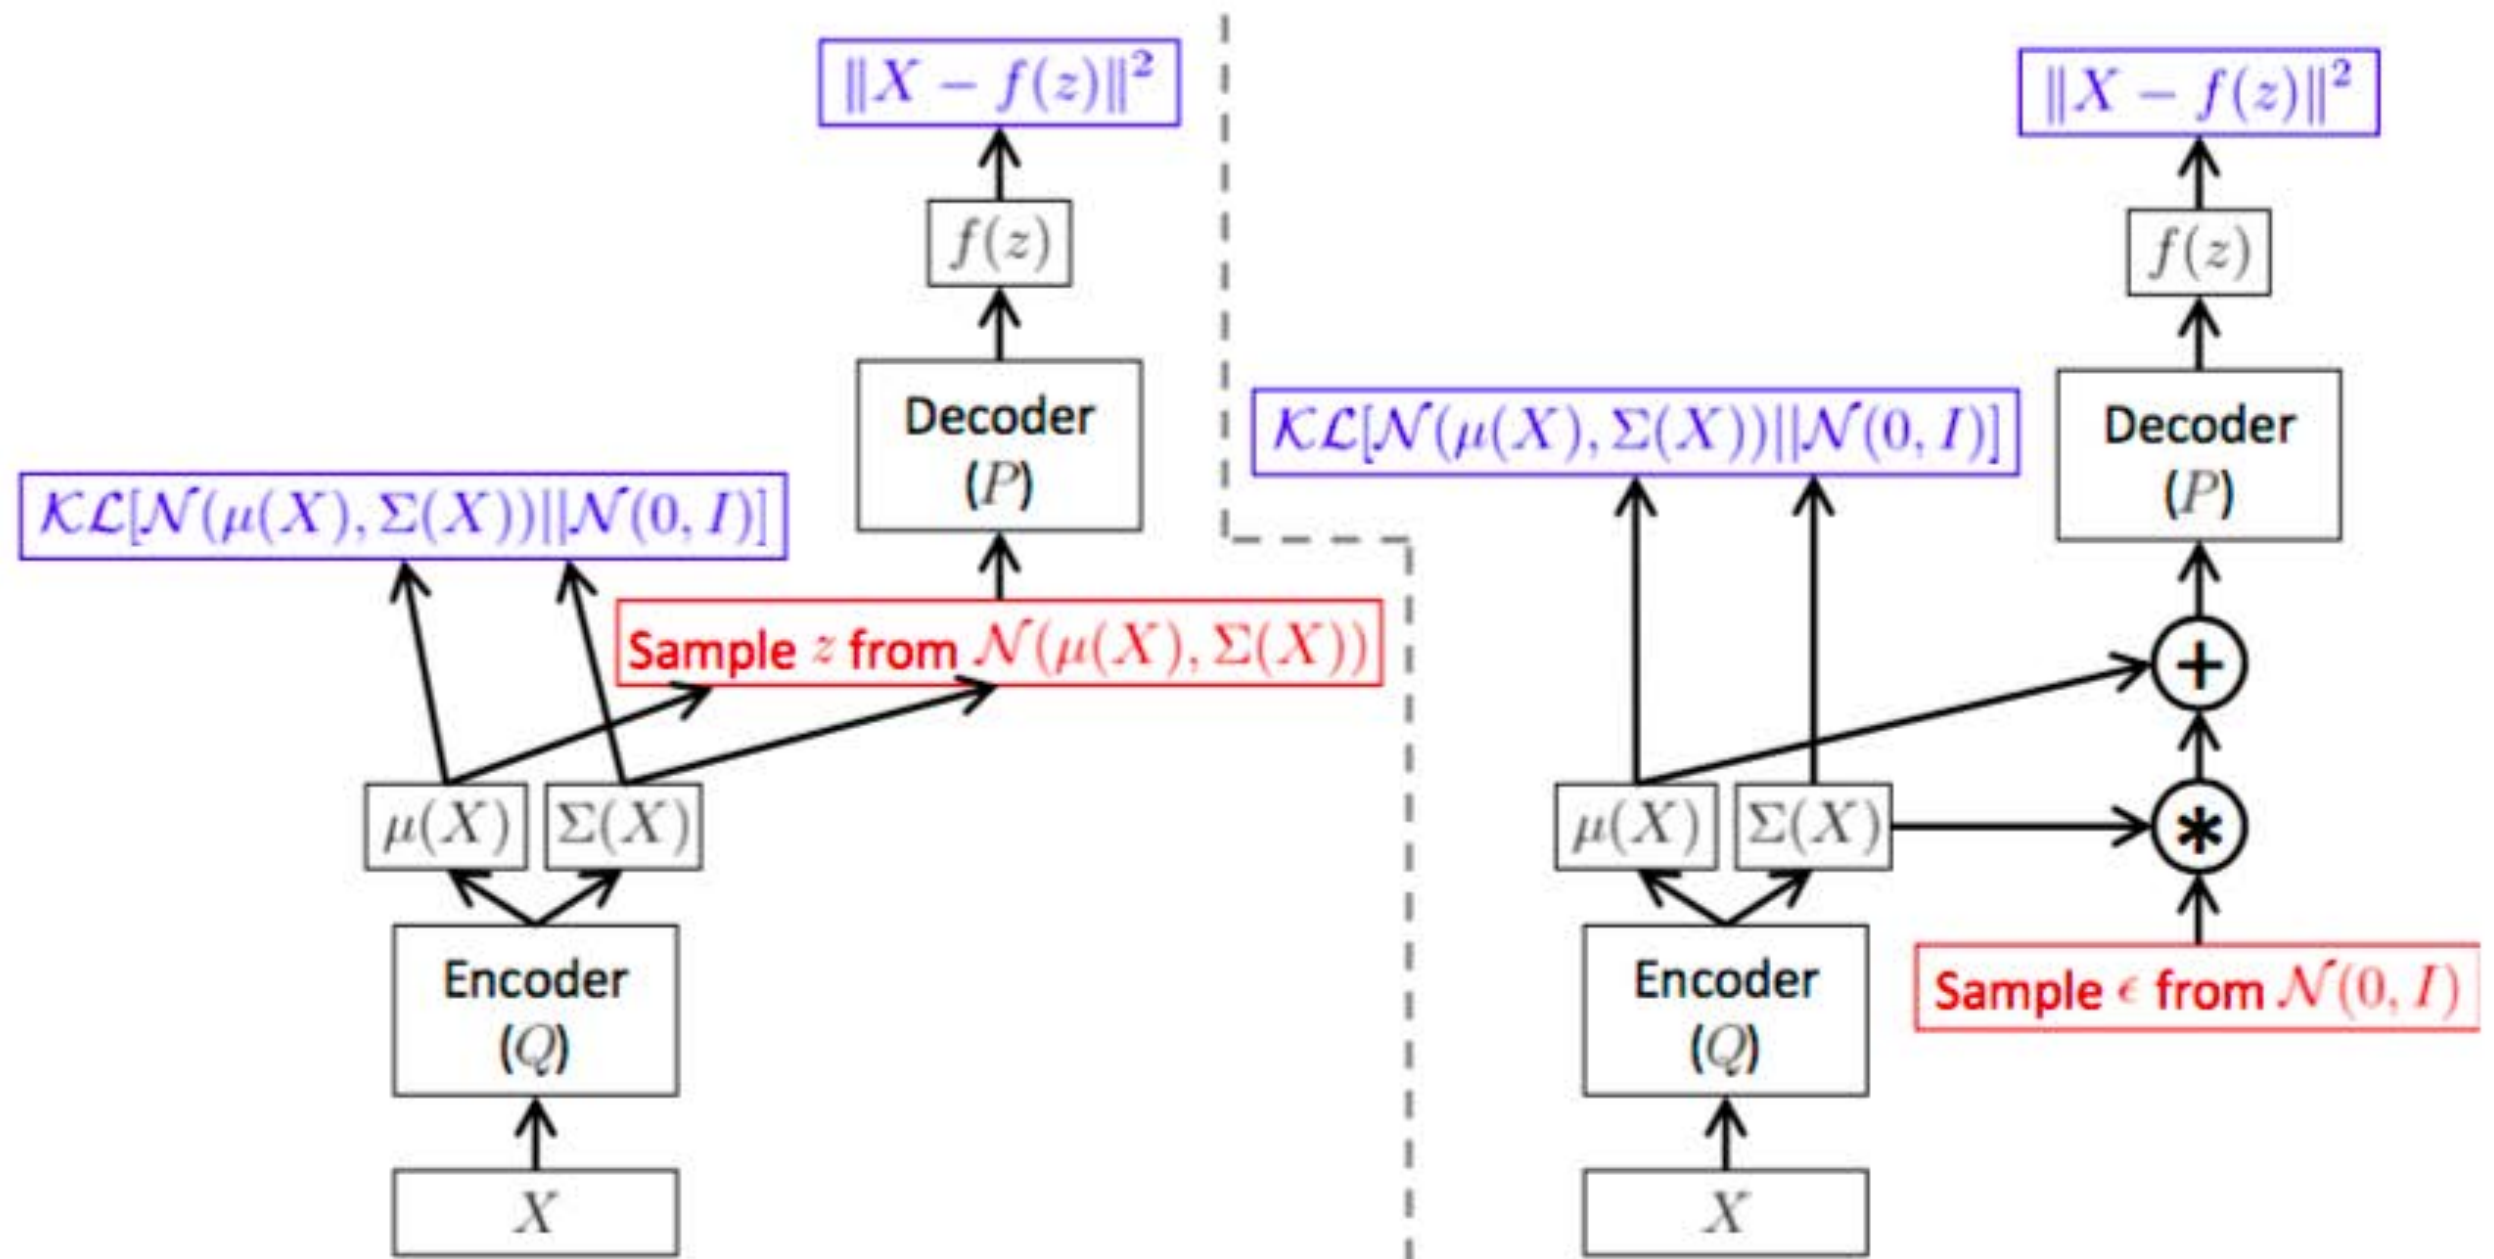 ‖X − f(z)‖²
f(z)
Decoder
(P)
𝒦ℒ[𝒩(μ(X), Σ(X))||𝒩(0, I)]
Sample z from 𝒩(μ(X), Σ(X))
μ(X)
Σ(X)
Encoder
(Q)
X
‖X − f(z)‖²
f(z)
Decoder
(P)
𝒦ℒ[𝒩(μ(X), Σ(X))||𝒩(0, I)]
+
μ(X)
Σ(X)
*
Encoder
(Q)
Sample ϵ from 𝒩(0, I)
X